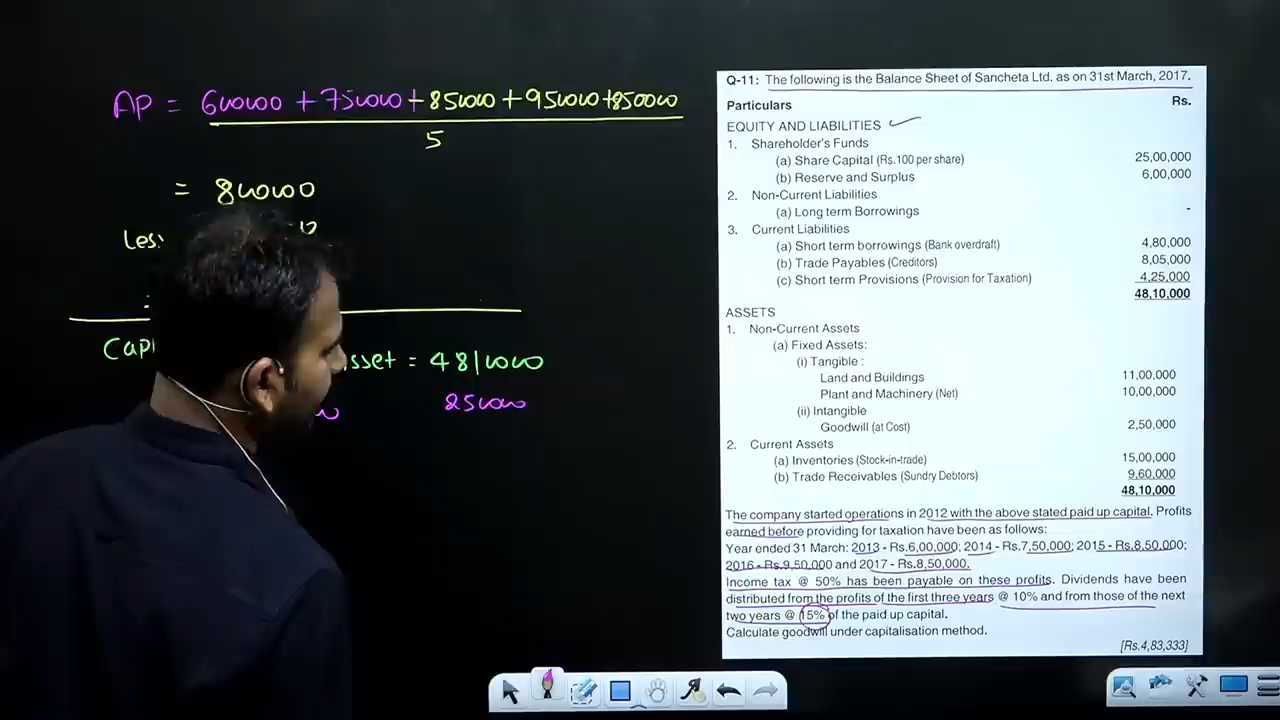 AP = 600000 + 750000 + 850000 + 950000 + 850000
5
= 800000
Less
Capi
sset = 4810000
250000
Q-11: The following is the Balance Sheet of Sancheta Ltd. as on 31st March, 2017.
Particulars Rs.
EQUITY AND LIABILITIES
1. Shareholder's Funds
(a) Share Capital (Rs.100 per share) 25,00,000
(b) Reserve and Surplus 6,00,000
2. Non-Current Liabilities
(a) Long term Borrowings -
3. Current Liabilities
(a) Short term borrowings (Bank overdraft) 4,80,000
(b) Trade Payables (Creditors) 8,05,000
(c) Short term Provisions (Provision for Taxation) 4,25,000
48,10,000
ASSETS
1. Non-Current Assets
(a) Fixed Assets:
(i) Tangible :
Land and Buildings 11,00,000
Plant and Machinery (Net) 10,00,000
(ii) Intangible
Goodwill (at Cost) 2,50,000
2. Current Assets
(a) Inventories (Stock-in-trade) 15,00,000
(b) Trade Receivables (Sundry Debtors) 9,60,000
48,10,000
The company started operations in 2012 with the above stated paid up capital. Profits
earned before providing for taxation have been as follows:
Year ended 31 March: 2013 - Rs.6,00,000; 2014 - Rs.7,50,000; 2015 - Rs.8,50,000;
2016 - Rs.9,50,000 and 2017 - Rs.8,50,000.
Income tax @ 50% has been payable on these profits. Dividends have been
distributed from the profits of the first three years @ 10% and from those of the next
two years @ 15% of the paid up capital.
Calculate goodwill under capitalisation method.
[Rs.4,83,333]